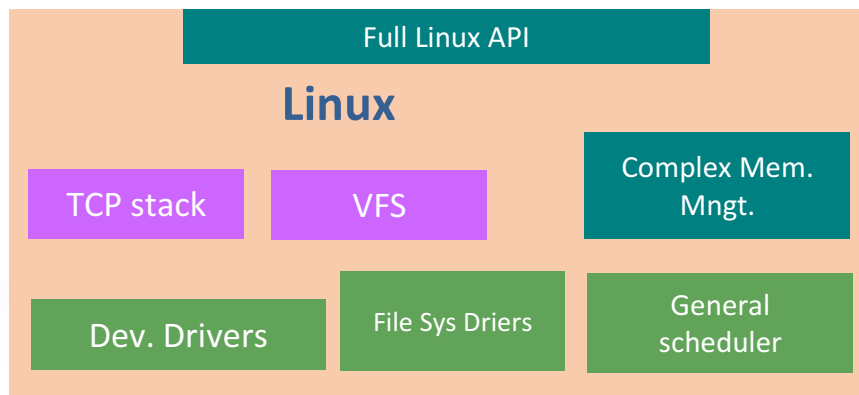 Full Linux API
Linux
TCP stack
VFS
Complex Mem.
Mngt.
Dev. Drivers
File Sys Driers
General
scheduler